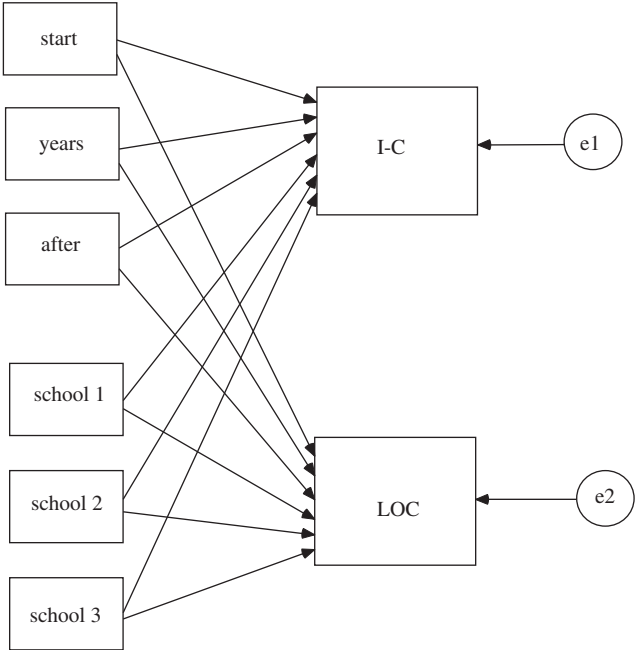 start
years
after
school 1
school 2
school 3
I-C
LOC
e1
e2